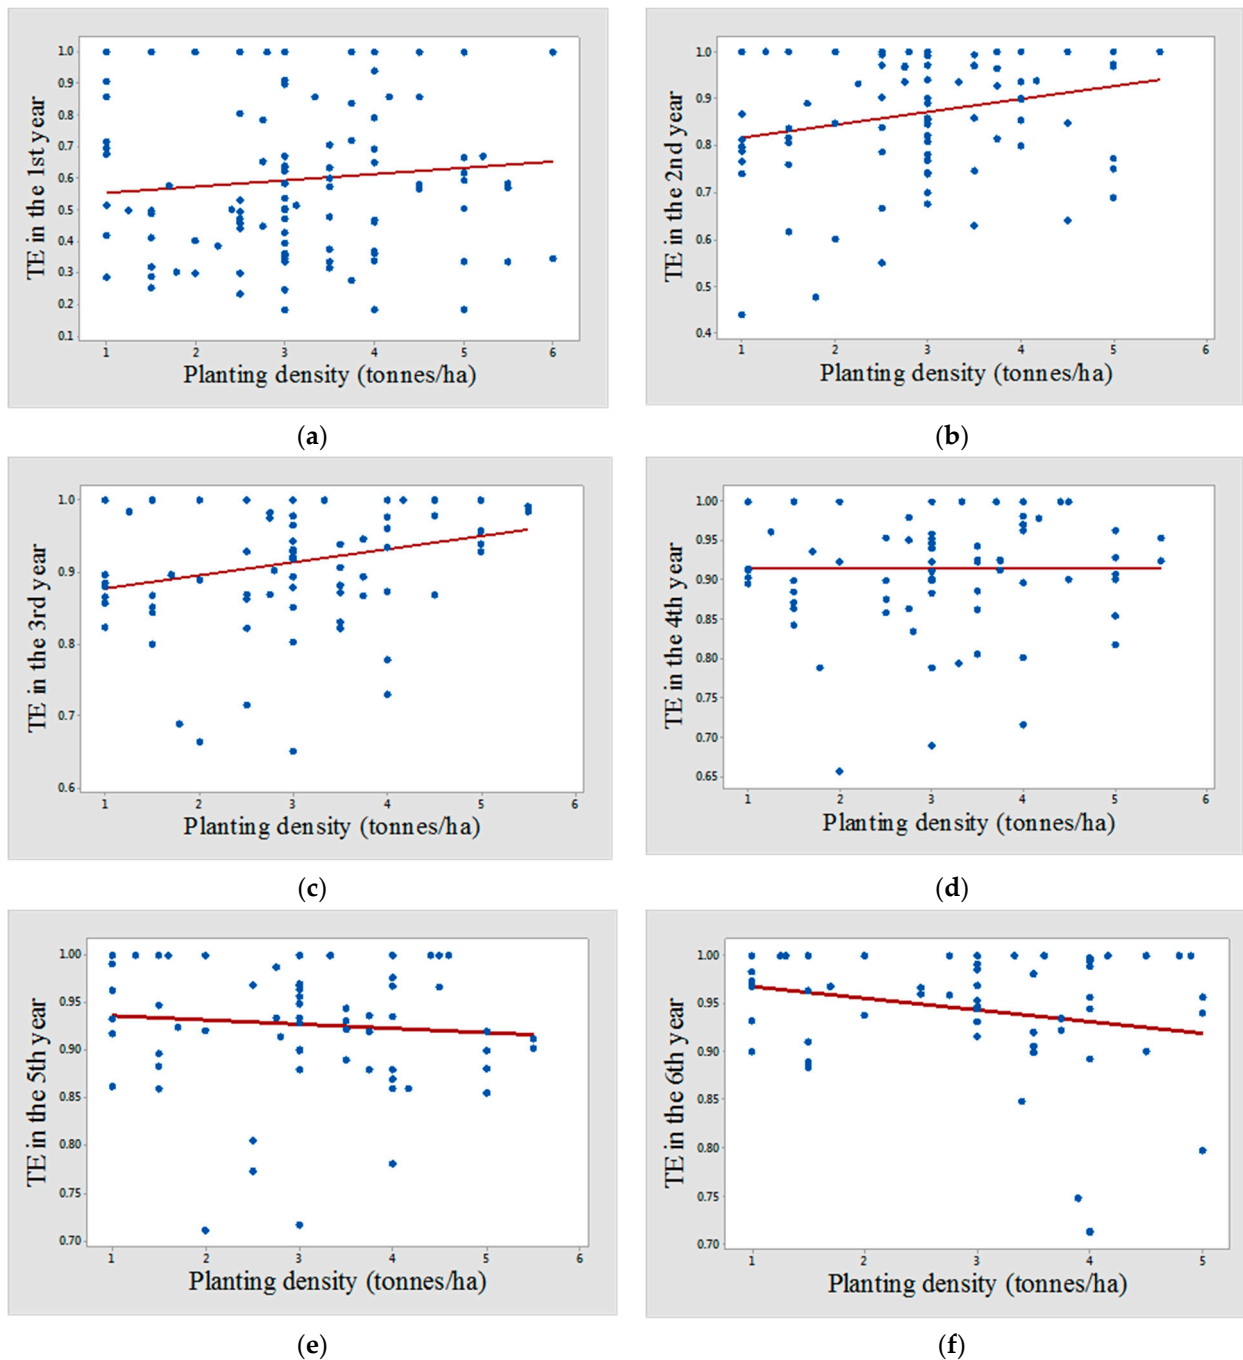 1.0
0.9
0.8
0.7
0.6
0.5
0.4
0.3
0.2
0.1
TE in the 1st year
1 2 3 4 5 6
Planting density (tonnes/ha)
(a)
1.0
0.9
0.8
0.7
0.6
0.5
0.4
TE in the 2nd year
1 2 3 4 5 6
Planting density (tonnes/ha)
(b)
1.0
0.9
0.8
0.7
0.6
TE in the 3rd year
1 2 3 4 5 6
Planting density (tonnes/ha)
(c)
1.00
0.95
0.90
0.85
0.80
0.75
0.70
0.65
TE in the 4th year
1 2 3 4 5 6
Planting density (tonnes/ha)
(d)
1.00
0.95
0.90
0.85
0.80
0.75
0.70
TE in the 5th year
1 2 3 4 5 6
Planting density (tonnes/ha)
(e)
1.00
0.95
0.90
0.85
0.80
0.75
0.70
TE in the 6th year
1 2 3 4 5
Planting density (tonnes/ha)
(f)